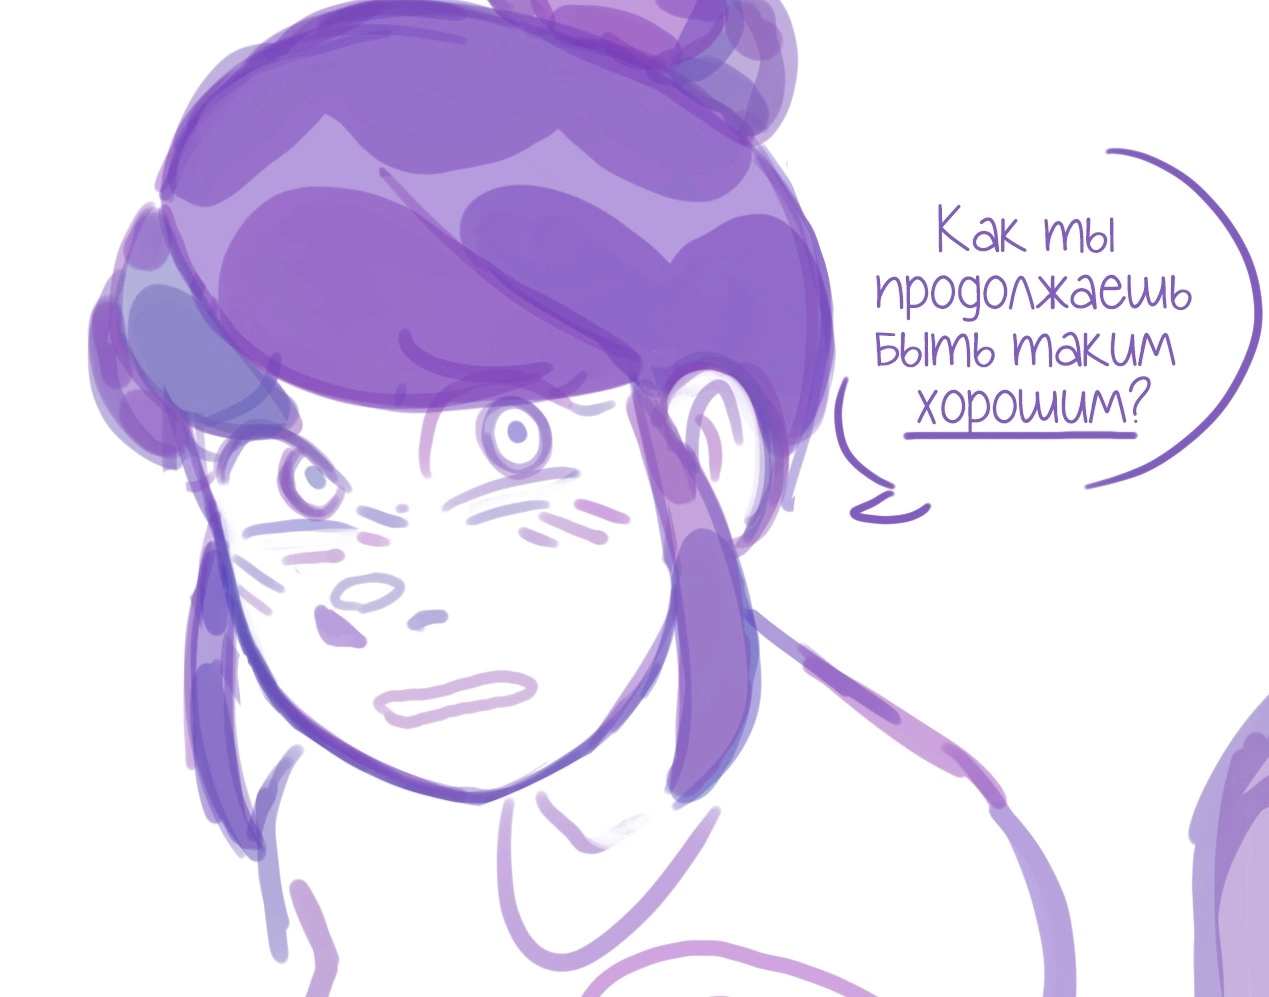 Как ты
продолжаешь
быть таким
хорошим?